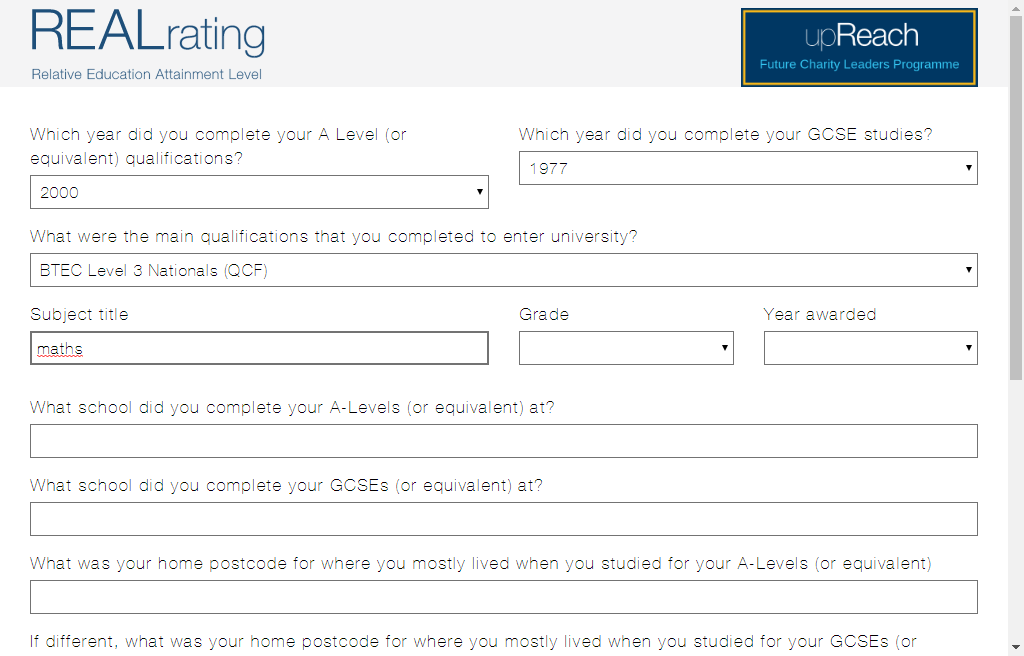 REALrating
Relative Education Attainment Level
upReach
Future Charity Leaders Programme
Which year did you complete your A Level (or
equivalent) qualifications?
2000
Which year did you complete your GCSE studies?
1977
What were the main qualifications that you completed to enter university?
BTEC Level 3 Nationals (QCF)
Subject title
Grade
Year awarded
maths
What school did you complete your A-Levels (or equivalent) at?
What school did you complete your GCSEs (or equivalent) at?
What was your home postcode for where you mostly lived when you studied for your A-Levels (or equivalent)
If different, what was your home postcode for where you mostly lived when you studied for your GCSEs (or